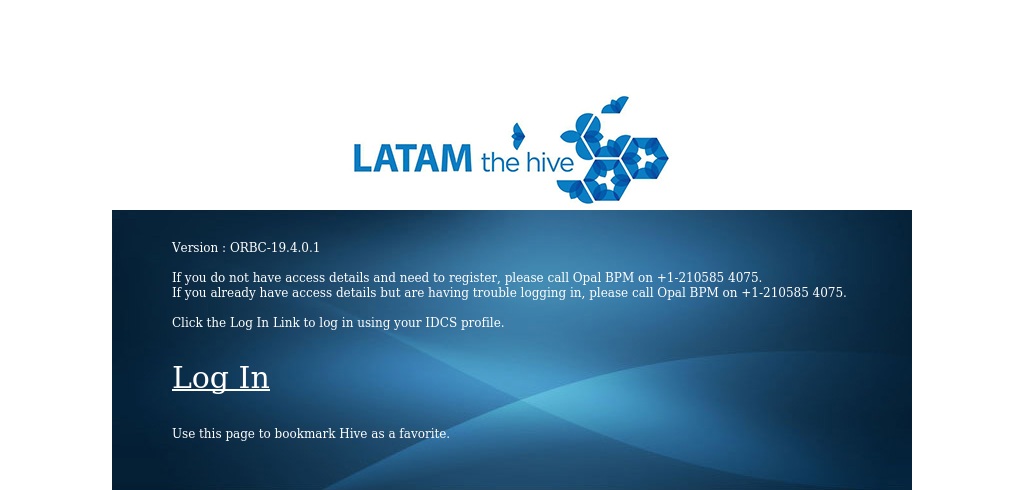 LATAM the hive
Version : ORBC-19.4.0.1
If you do not have access details and need to register, please call Opal BPM on +1-210585 4075.
If you already have access details but are having trouble logging in, please call Opal BPM on +1-210585 4075.
Click the Log In Link to log in using your IDCS profile.
Log In
Use this page to bookmark Hive as a favorite.